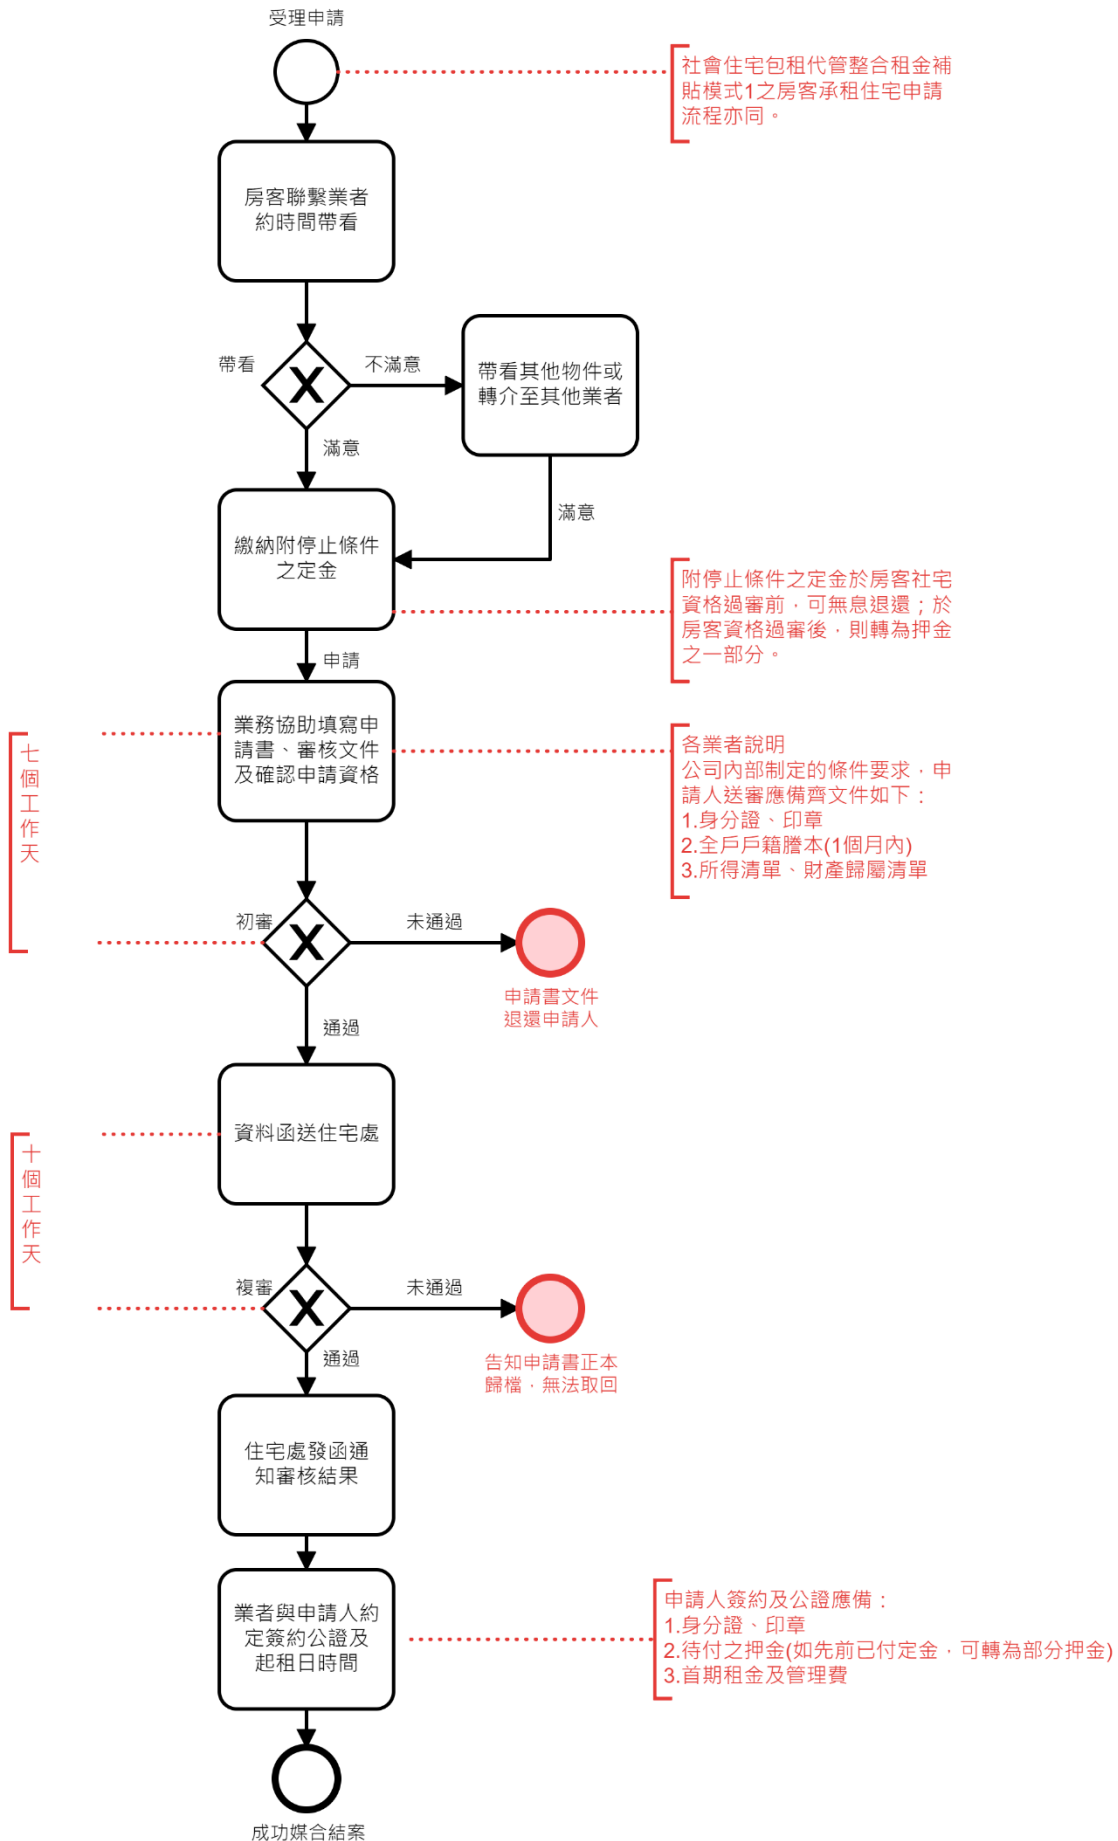 受理申請
社會住宅包租代管整合租金補
貼模式1之房客承租住宅申請
流程亦同。
房客聯繫業者
約時間帶看
帶看
不滿意
帶看其他物件或
轉介至其他業者
滿意
滿意
繳納附停止條件
之定金
附停止條件之定金於房客社宅
資格過審前，可無息退還；於
房客資格過審後，則轉為押金
之一部分。
申請
業務協助填寫申
請書、審核文件
及確認申請資格
七個工作天
各業者說明
公司內部制定的條件要求，申
請人送審應備齊文件如下：
1.身分證、印章
2.全戶戶籍謄本(1個月內)
3.所得清單、財產歸屬清單
初審
未通過
申請書文件
退還申請人
通過
資料函送住宅處
十個工作天
複審
未通過
告知申請書正本
歸檔，無法取回
通過
住宅處發函通
知審核結果
業者與申請人約
定簽約公證及
起租日時間
申請人簽約及公證應備：
1.身分證、印章
2.待付之押金(如先前已付定金，可轉為部分押金)
3.首期租金及管理費
成功媒合結案